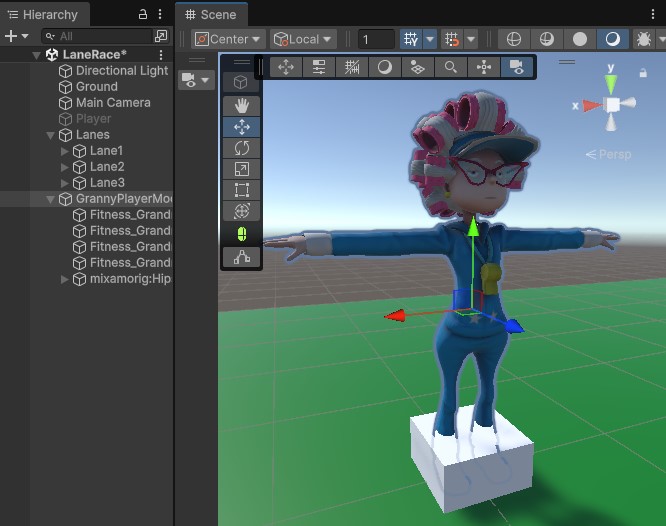 Hierarchy
Scene
All
Center
Local
1
LaneRace*
Directional Light
Ground
Main Camera
Player
Lanes
Lane1
Lane2
Lane3
GrannyPlayerMo
Fitness_Grand
Fitness_Grand
Fitness_Grand
Fitness_Grand
mixamorig:Hip
y
x
Persp